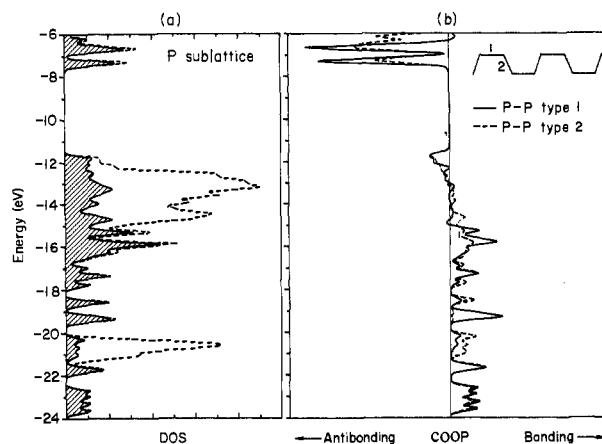 (a)
(b)
P sublattice
1
2
P-P type 1
P-P type 2
-6
-8
-11
-12
-14
-16
-18
-20
-22
-24
Energy (eV)
DOS
←Antibonding COOP Bonding→